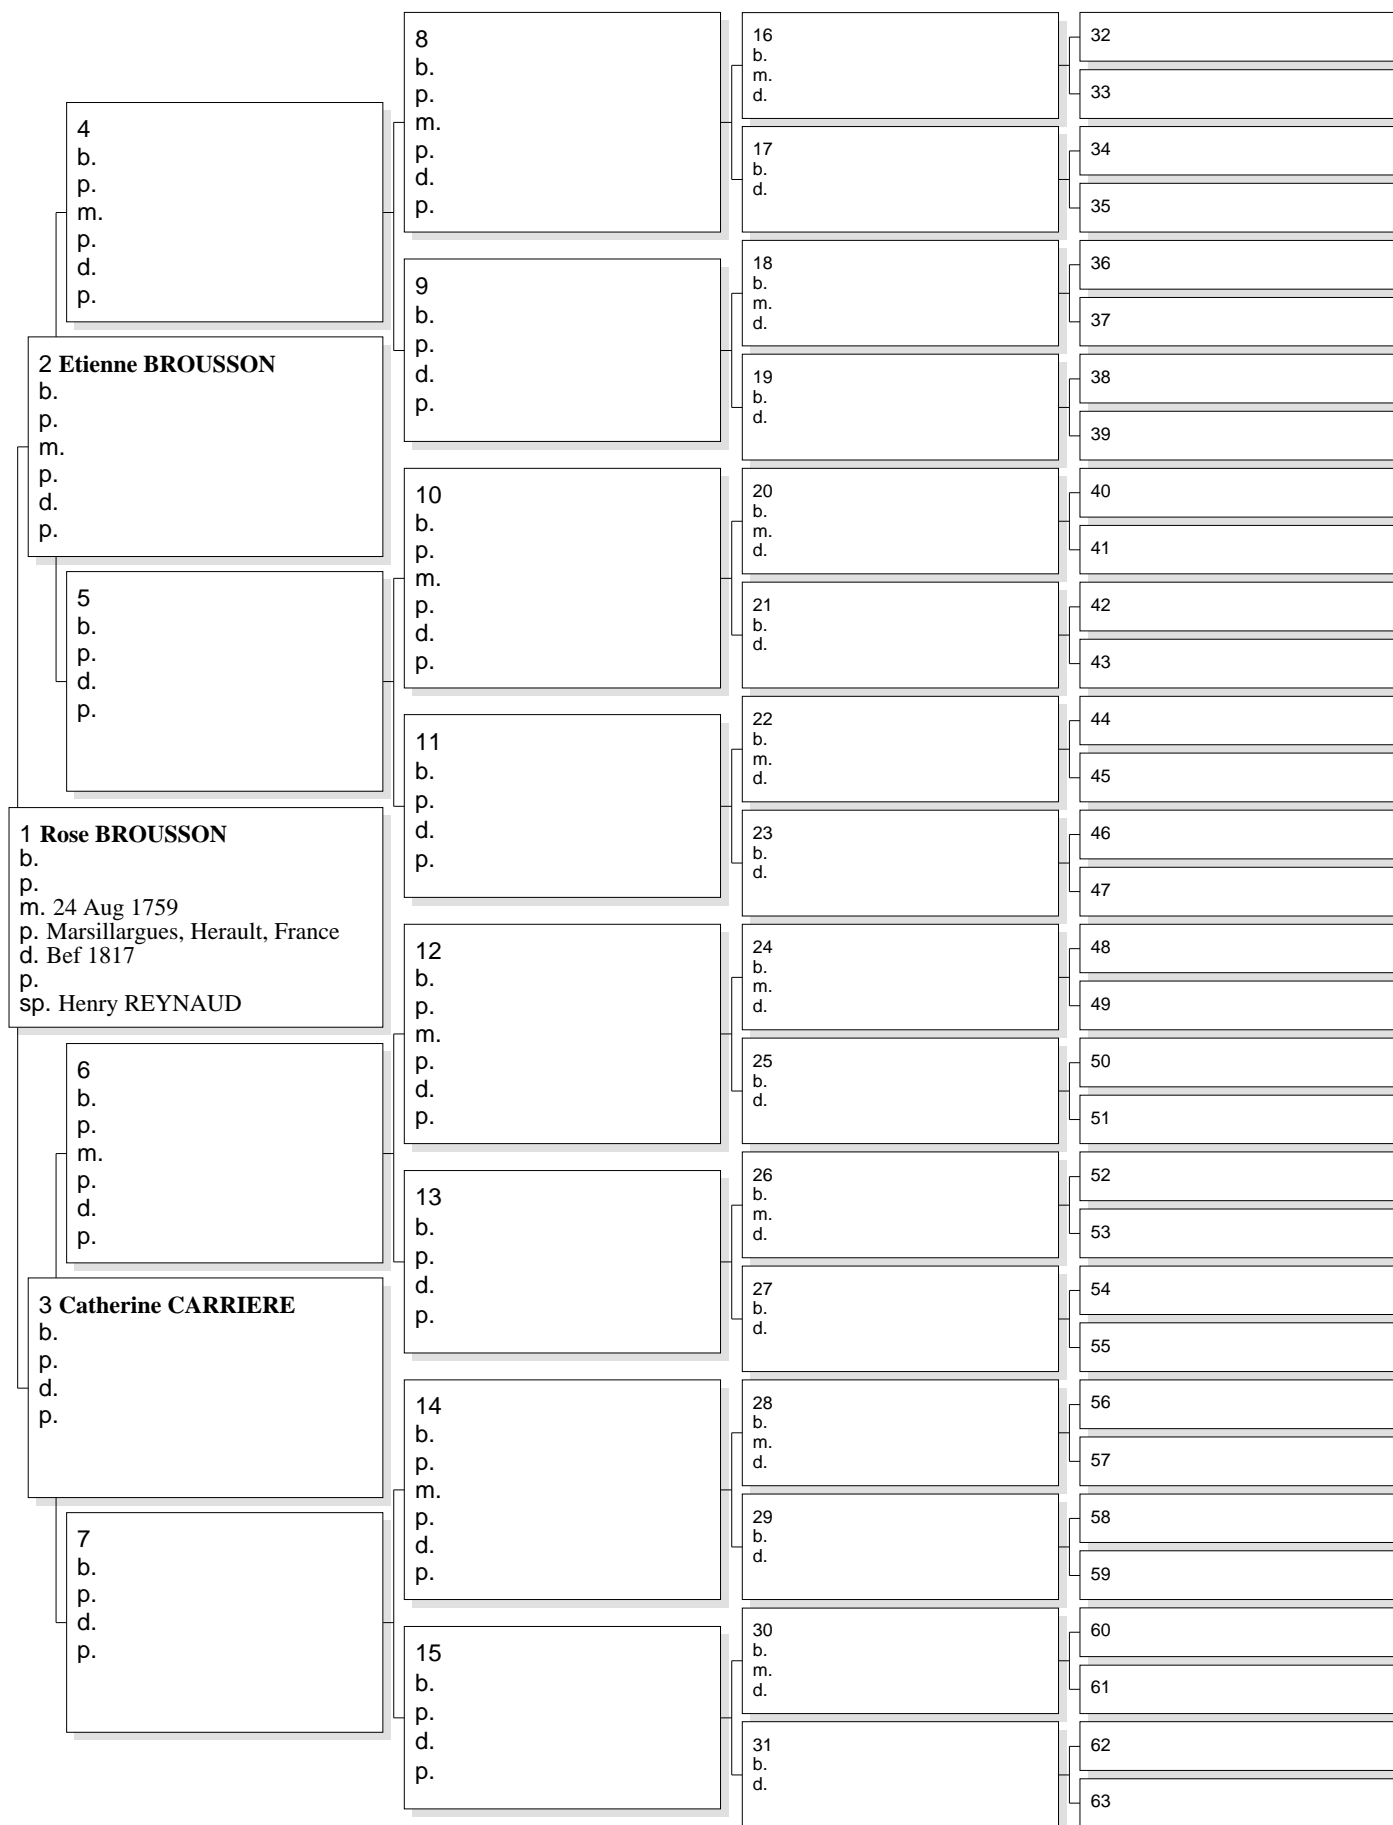 4
b.
p.
m.
p.
d.
p.
2 Etienne BROUSSON
b.
p.
m.
p.
d.
p.
5
b.
p.
d.
p.
1 Rose BROUSSON
b.
p.
m. 24 Aug 1759
p. Marsillargues, Herault, France
d. Bef 1817
p.
sp. Henry REYNAUD
6
b.
p.
m.
p.
d.
p.
3 Catherine CARRIERE
b.
p.
d.
p.
7
b.
p.
d.
p.
8
b.
p.
m.
p.
d.
p.
9
b.
p.
d.
p.
10
b.
p.
m.
p.
d.
p.
11
b.
p.
d.
p.
12
b.
p.
m.
p.
d.
p.
13
b.
p.
d.
p.
14
b.
p.
m.
p.
d.
p.
15
b.
p.
d.
p.
16
b.
m.
d.
17
b.
d.
18
b.
m.
d.
19
b.
d.
20
b.
m.
d.
21
b.
d.
22
b.
m.
d.
23
b.
d.
24
b.
m.
d.
25
b.
d.
26
b.
m.
d.
27
b.
d.
28
b.
m.
d.
29
b.
d.
30
b.
m.
d.
31
b.
d.
32
33
34
35
36
37
38
39
40
41
42
43
44
45
46
47
48
49
50
51
52
53
54
55
56
57
58
59
60
61
62
63